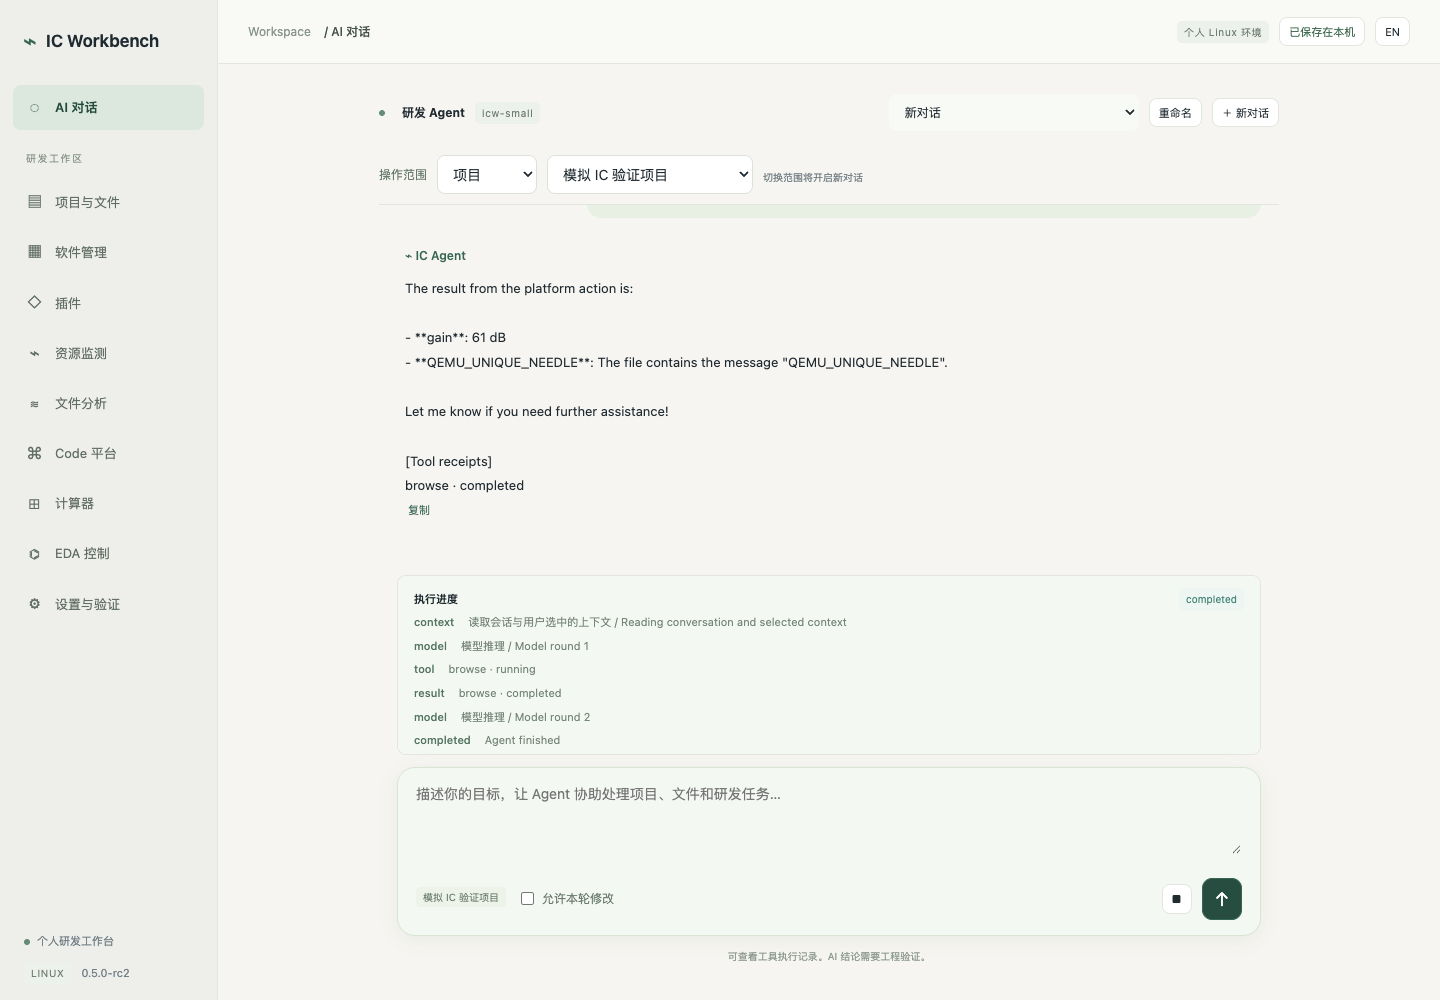 IC Workbench
AI 对话
研发工作区
项目与文件
软件管理
插件
资源监测
文件分析
Code 平台
计算器
EDA 控制
设置与验证
个人研发工作台
LINUX 0.5.0-rc2
Workspace / AI 对话
个人 Linux 环境
已保存在本机
EN
研发 Agent
icw-small
新对话
重命名
+ 新对话
操作范围
项目
模拟 IC 验证项目
切换范围将开启新对话
IC Agent
The result from the platform action is:
- **gain**: 61 dB
- **QEMU_UNIQUE_NEEDLE**: The file contains the message "QEMU_UNIQUE_NEEDLE".
Let me know if you need further assistance!
[Tool receipts]
browse · completed
复制
执行进度
completed
context 读取会话与用户选中的上下文 / Reading conversation and selected context
model 模型推理 / Model round 1
tool browse · running
result browse · completed
model 模型推理 / Model round 2
completed Agent finished
描述你的目标，让 Agent 协助处理项目、文件和研发任务...
模拟 IC 验证项目
允许本轮修改
可查看工具执行记录。AI 结论需要工程验证。